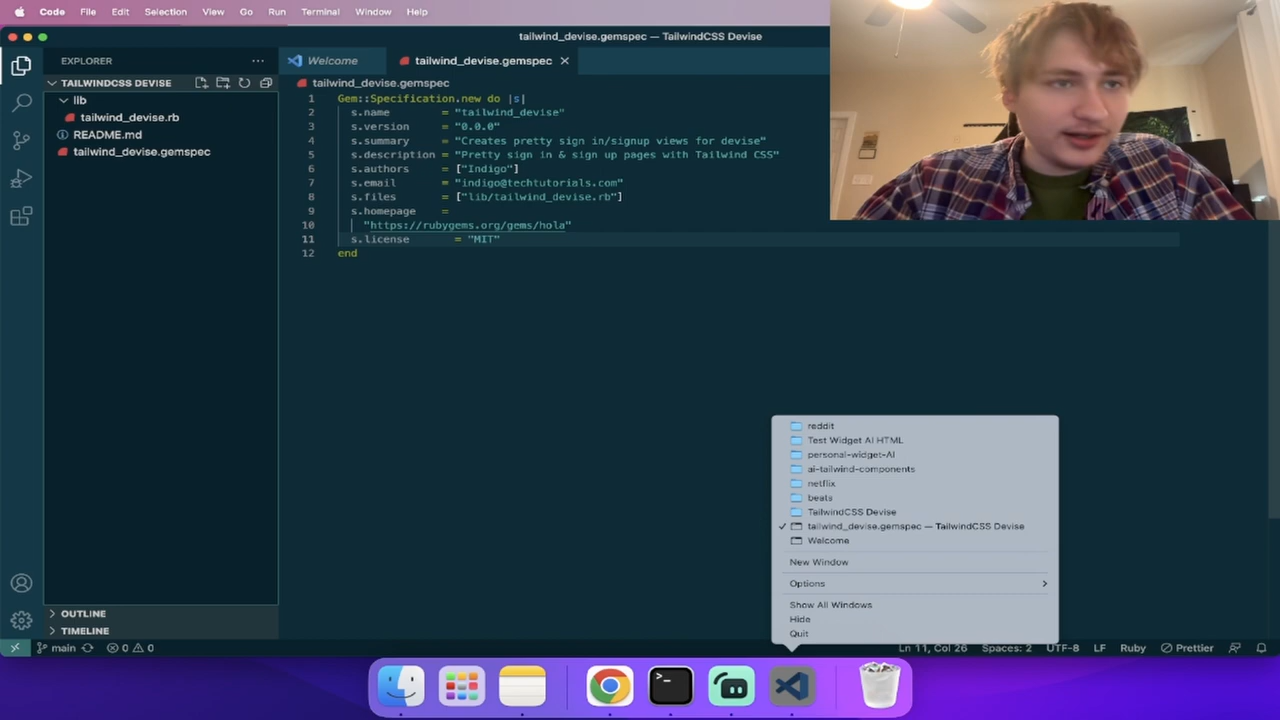 Code File Edit Selection View Go Run Terminal Window Help
tailwind_devise.gemspec — TailwindCSS Devise
EXPLORER
Welcome
tailwind_devise.gemspec
TAILWINDCSS DEVISE
lib
tailwind_devise.rb
README.md
tailwind_devise.gemspec
tailwind_devise.gemspec
1 Gem::Specification.new do |s|
2 s.name = "tailwind_devise"
3 s.version = "0.0.0"
4 s.summary = "Creates pretty sign in/signup views for devise"
5 s.description = "Pretty sign in & sign up pages with Tailwind CSS"
6 s.authors = ["Indigo"]
7 s.email = "indigo@techtutorials.com"
8 s.files = ["lib/tailwind_devise.rb"]
9 s.homepage =
10 "https://rubygems.org/gems/hola"
11 s.license = "MIT"
12 end
reddit
Test Widget AI HTML
personal-widget-AI
ai-tailwind-components
netflix
beats
TailwindCSS Devise
tailwind_devise.gemspec — TailwindCSS Devise
Welcome
New Window
Options
Show All Windows
Hide
Quit
OUTLINE
TIMELINE
main 0 0 Ln 11, Col 26 Spaces: 2 UTF-8 LF Ruby Prettier